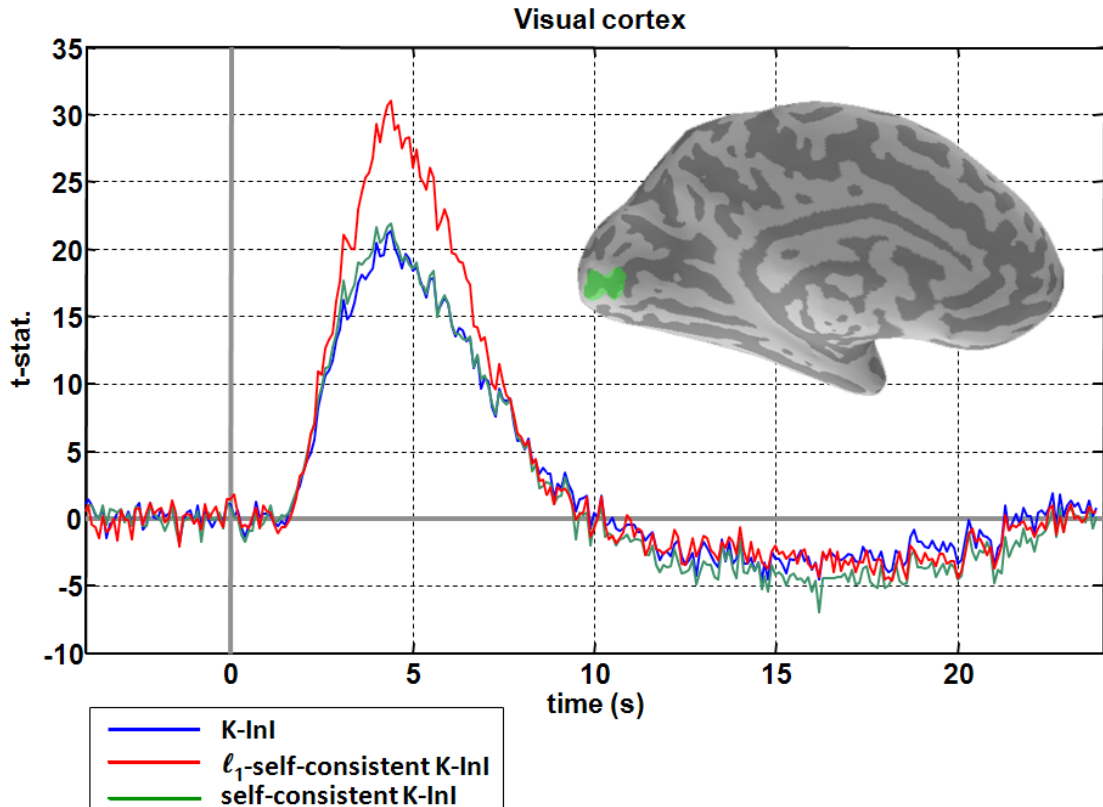 Visual cortex
35
30
25
20
15
10
5
0
-5
-10
t-stat.
0 5 10 15 20
time (s)
K-InI
ℓ1-self-consistent K-InI
self-consistent K-InI